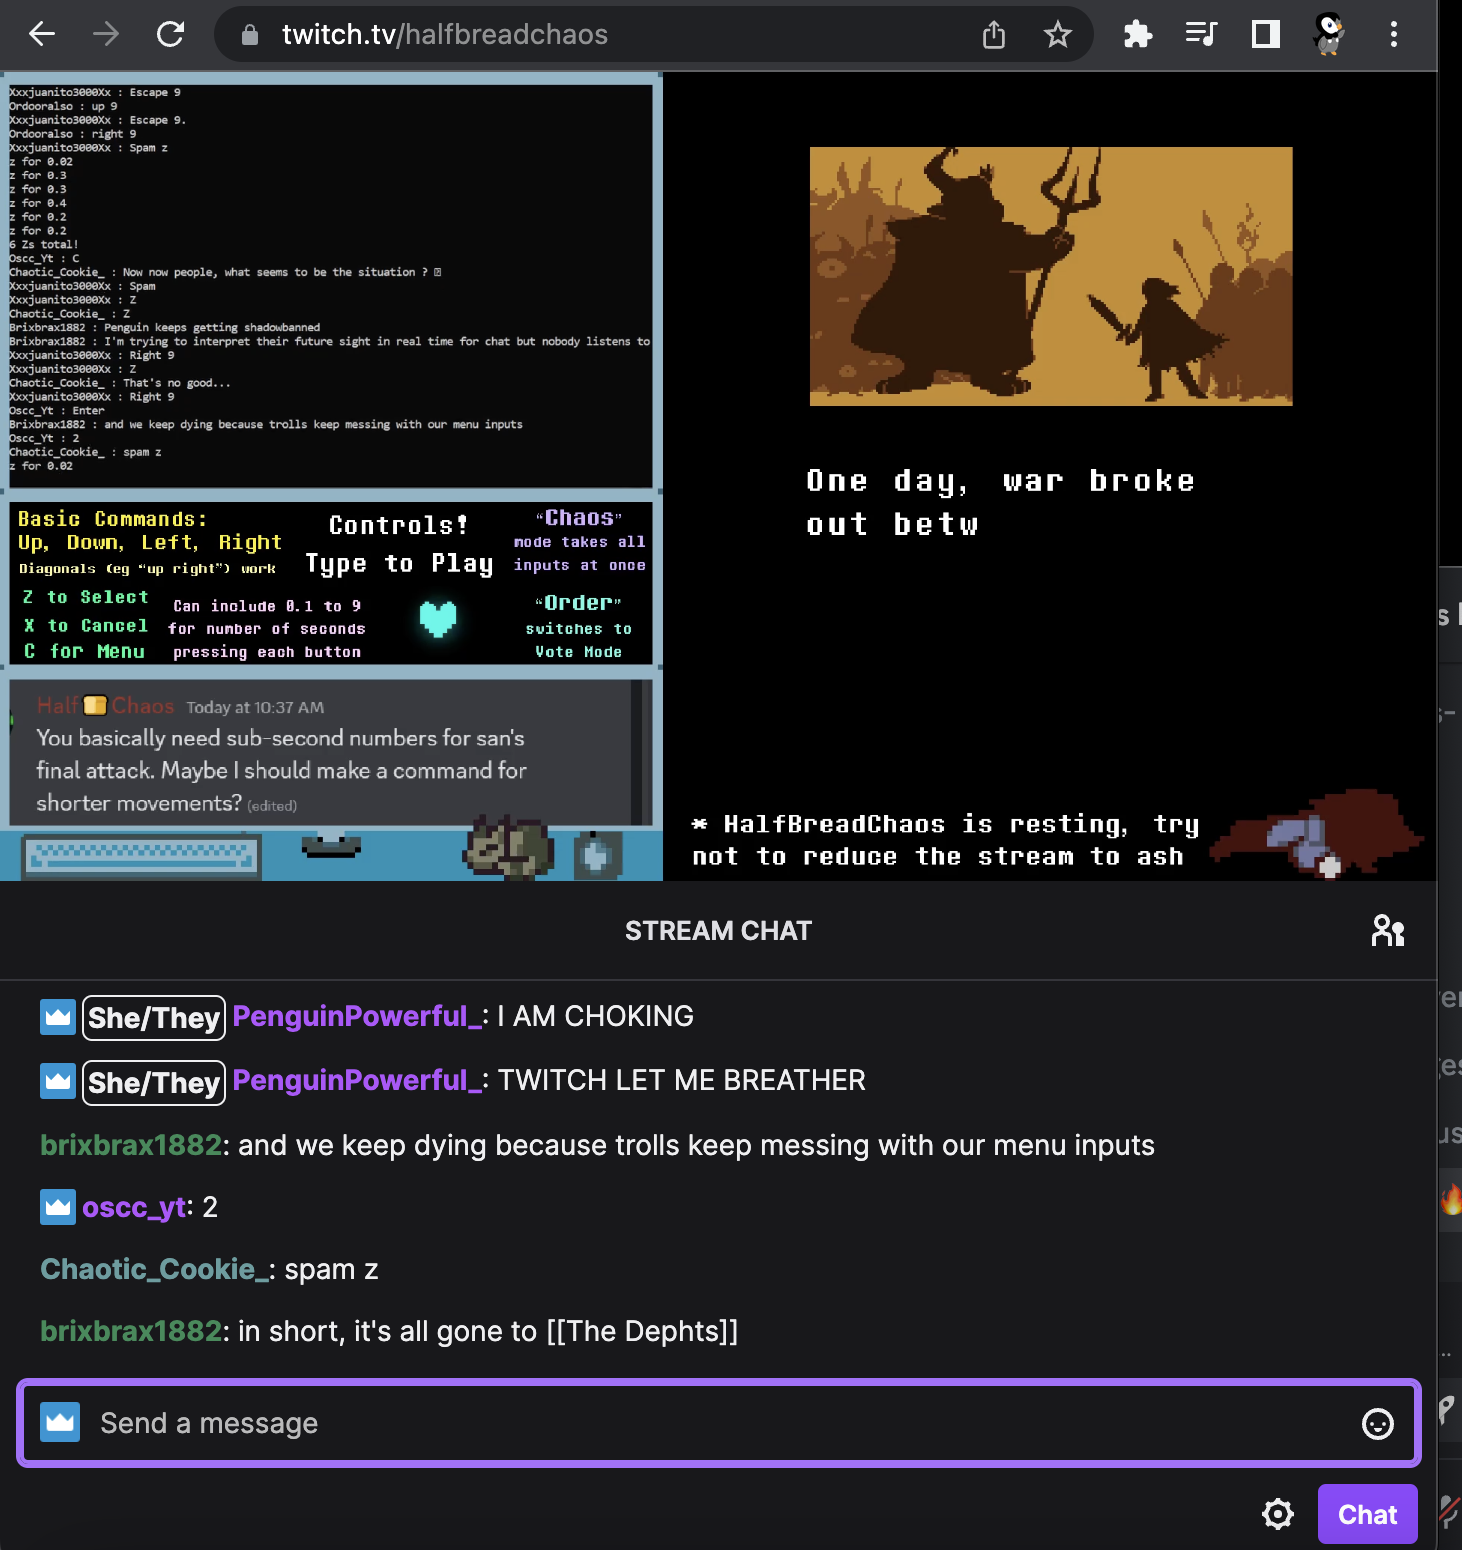 twitch.tv/halfbreadchaos
Xxxjuanito3000Xx : Escape 9
Ordooralso : up 9
Xxxjuanito3000Xx : Escape 9.
Ordooralso : right 9
Xxxjuanito3000Xx : Spam z
z for 0.02
z for 0.3
z for 0.3
z for 0.4
z for 0.2
z for 0.2
6 Zs total!
Oscc_Yt : C
Chaotic_Cookie_ : Now now people, what seems to be the situation ?
Xxxjuanito3000Xx : Spam
Xxxjuanito3000Xx : Z
Chaotic_Cookie_ : Z
Brixbrax1882 : Penguin keeps getting shadowbanned
Brixbrax1882 : I'm trying to interpret their future sight in real time for chat but nobody listens to
Xxxjuanito3000Xx : Right 9
Xxxjuanito3000Xx : Z
Chaotic_Cookie_ : That's no good...
Xxxjuanito3000Xx : Right 9
Oscc_Yt : Enter
Brixbrax1882 : and we keep dying because trolls keep messing with our menu inputs
Oscc_Yt : 2
Chaotic_Cookie_ : spam z
z for 0.02
One day, war broke
out betw
Basic Commands:
Up, Down, Left, Right
Diagonals (eg "up right") work
Z to Select
X to Cancel
C for Menu
Controls!
Type to Play
Can include 0.1 to 9
for number of seconds
pressing each button
"Chaos"
mode takes all
inputs at once
"Order"
switches to
Vote Mode
Half Chaos Today at 10:37 AM
You basically need sub-second numbers for san's
final attack. Maybe I should make a command for
shorter movements? (edited)
* HalfBreadChaos is resting, try
not to reduce the stream to ash
STREAM CHAT
She/They PenguinPowerful_: I AM CHOKING
She/They PenguinPowerful_: TWITCH LET ME BREATHER
brixbrax1882: and we keep dying because trolls keep messing with our menu inputs
oscc_yt: 2
Chaotic_Cookie_: spam z
brixbrax1882: in short, it's all gone to [[The Dephts]]
Send a message
Chat